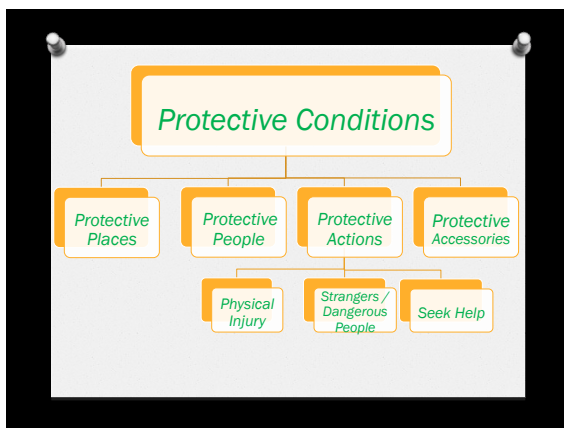 Protective Conditions
Protective
Places
Protective
People
Protective
Actions
Protective
Accessories
Physical
Injury
Strangers /
Dangerous
People
Seek Help